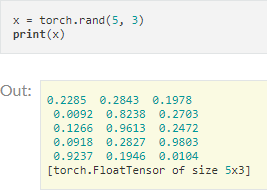 x = torch.rand(5, 3)
print(x)
Out:
0.2285 0.2843 0.1978
0.0092 0.8238 0.2703
0.1266 0.9613 0.2472
0.0918 0.2827 0.9803
0.9237 0.1946 0.0104
[torch.FloatTensor of size 5x3]